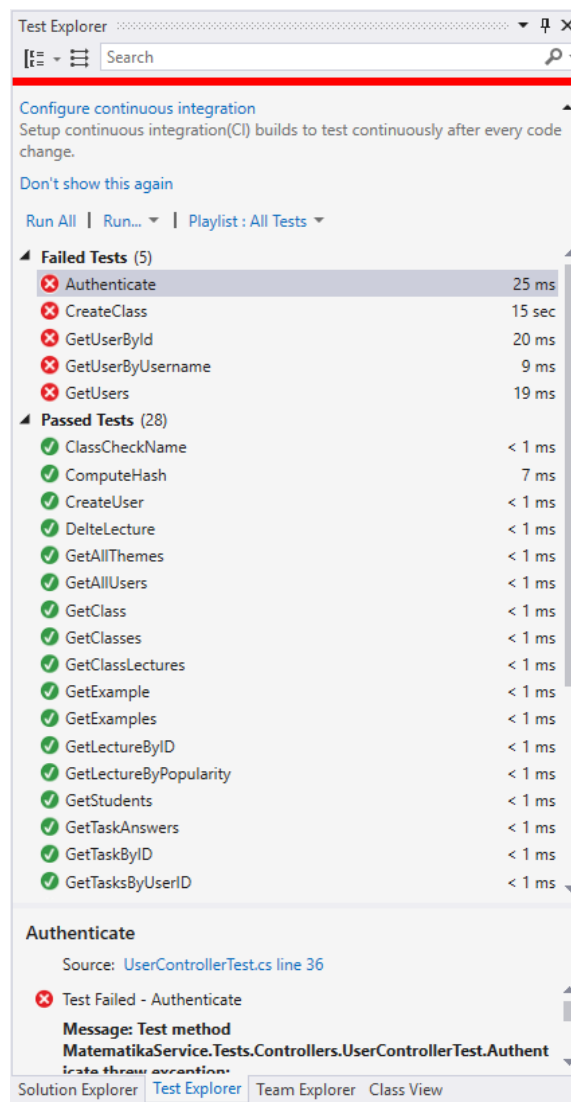 Test Explorer
Search
Configure continuous integration
Setup continuous integration(CI) builds to test continuously after every code
change.
Don't show this again
Run All | Run... | Playlist : All Tests
Failed Tests (5)
Authenticate 25 ms
CreateClass 15 sec
GetUserById 20 ms
GetUserByUsername 9 ms
GetUsers 19 ms
Passed Tests (28)
ClassCheckName < 1 ms
ComputeHash 7 ms
CreateUser < 1 ms
DelteLecture < 1 ms
GetAllThemes < 1 ms
GetAllUsers < 1 ms
GetClass < 1 ms
GetClasses < 1 ms
GetClassLectures < 1 ms
GetExample < 1 ms
GetExamples < 1 ms
GetLectureByID < 1 ms
GetLectureByPopularity < 1 ms
GetStudents < 1 ms
GetTaskAnswers < 1 ms
GetTaskByID < 1 ms
GetTasksByUserID < 1 ms
Authenticate
Source: UserControllerTest.cs line 36
Test Failed - Authenticate
Message: Test method
MatematikaService.Tests.Controllers.UserControllerTest.Authent
icate threw exception:
Solution Explorer Test Explorer Team Explorer Class View